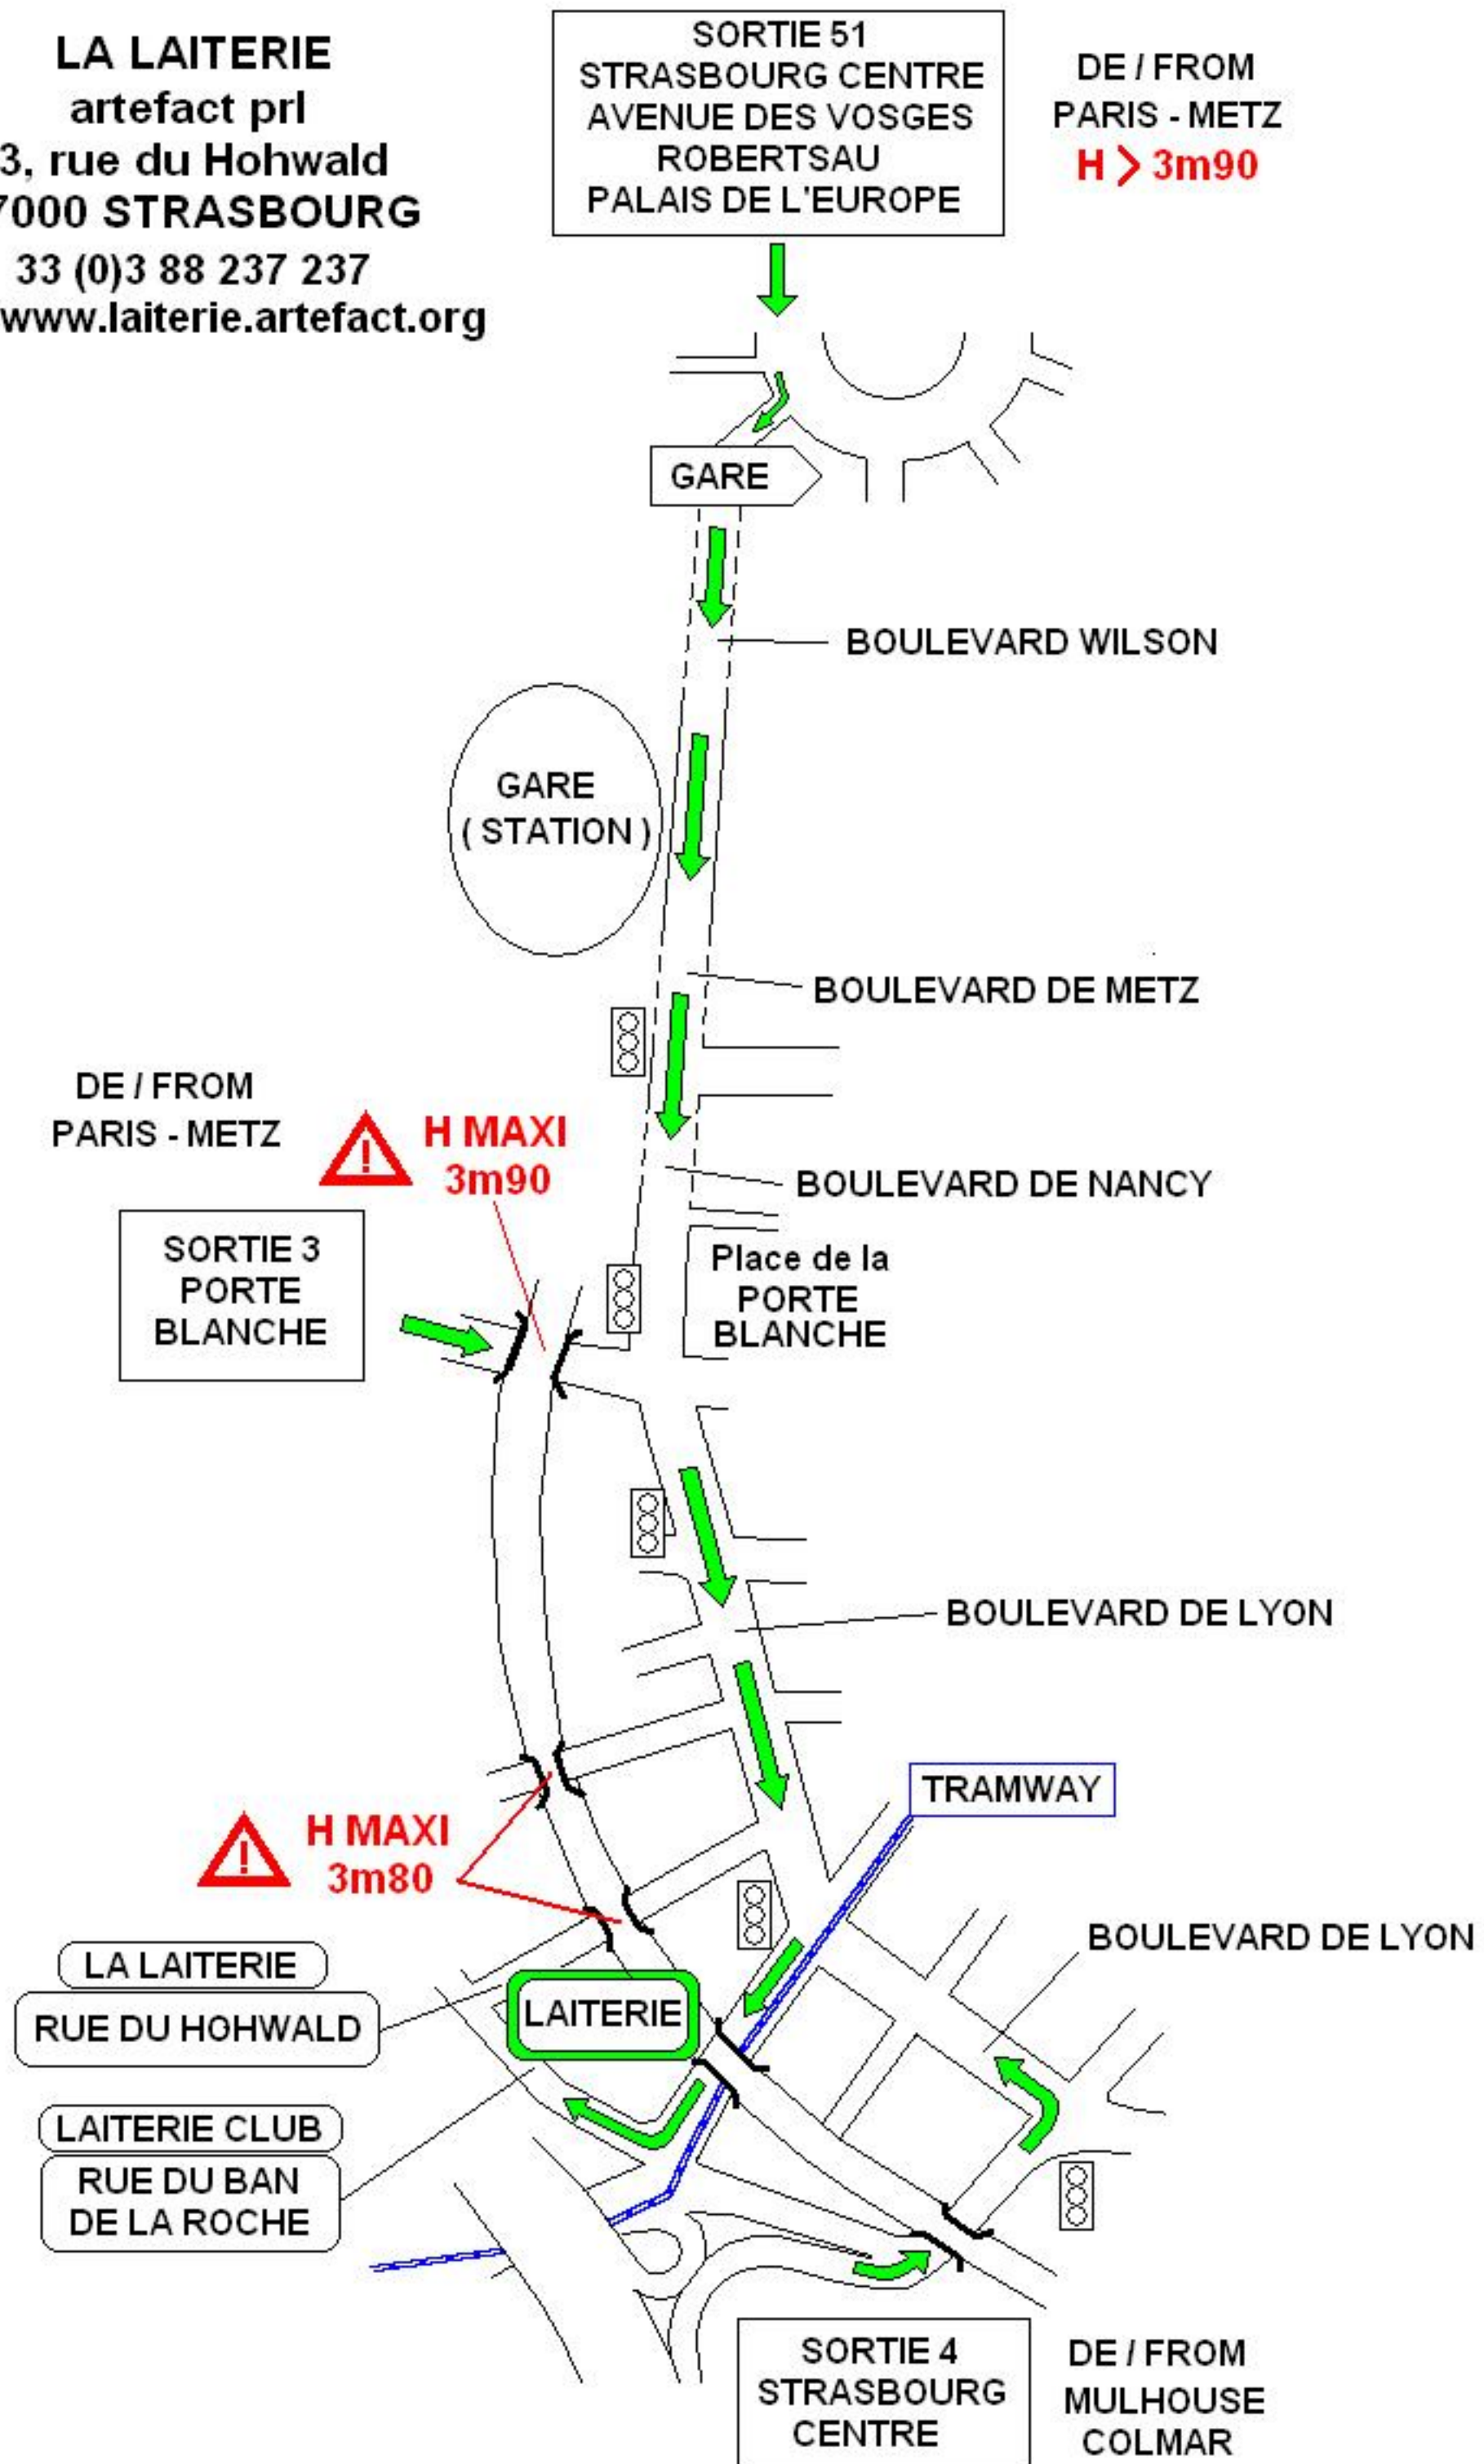 LA LAITERIE
artefact prl
3, rue du Hohwald
7000 STRASBOURG
33 (0)3 88 237 237
www.laiterie.artefact.org
SORTIE 51
STRASBOURG CENTRE
AVENUE DES VOSGES
ROBERTSAU
PALAIS DE L'EUROPE
DE / FROM
PARIS - METZ
H > 3m90
GARE
BOULEVARD WILSON
GARE
( STATION )
BOULEVARD DE METZ
DE / FROM
PARIS - METZ
!
H MAXI
3m90
BOULEVARD DE NANCY
SORTIE 3
PORTE
BLANCHE
Place de la
PORTE
BLANCHE
BOULEVARD DE LYON
TRAMWAY
!
H MAXI
3m80
BOULEVARD DE LYON
LA LAITERIE
RUE DU HOHWALD
LAITERIE
LAITERIE CLUB
RUE DU BAN
DE LA ROCHE
SORTIE 4
STRASBOURG
CENTRE
DE / FROM
MULHOUSE
COLMAR